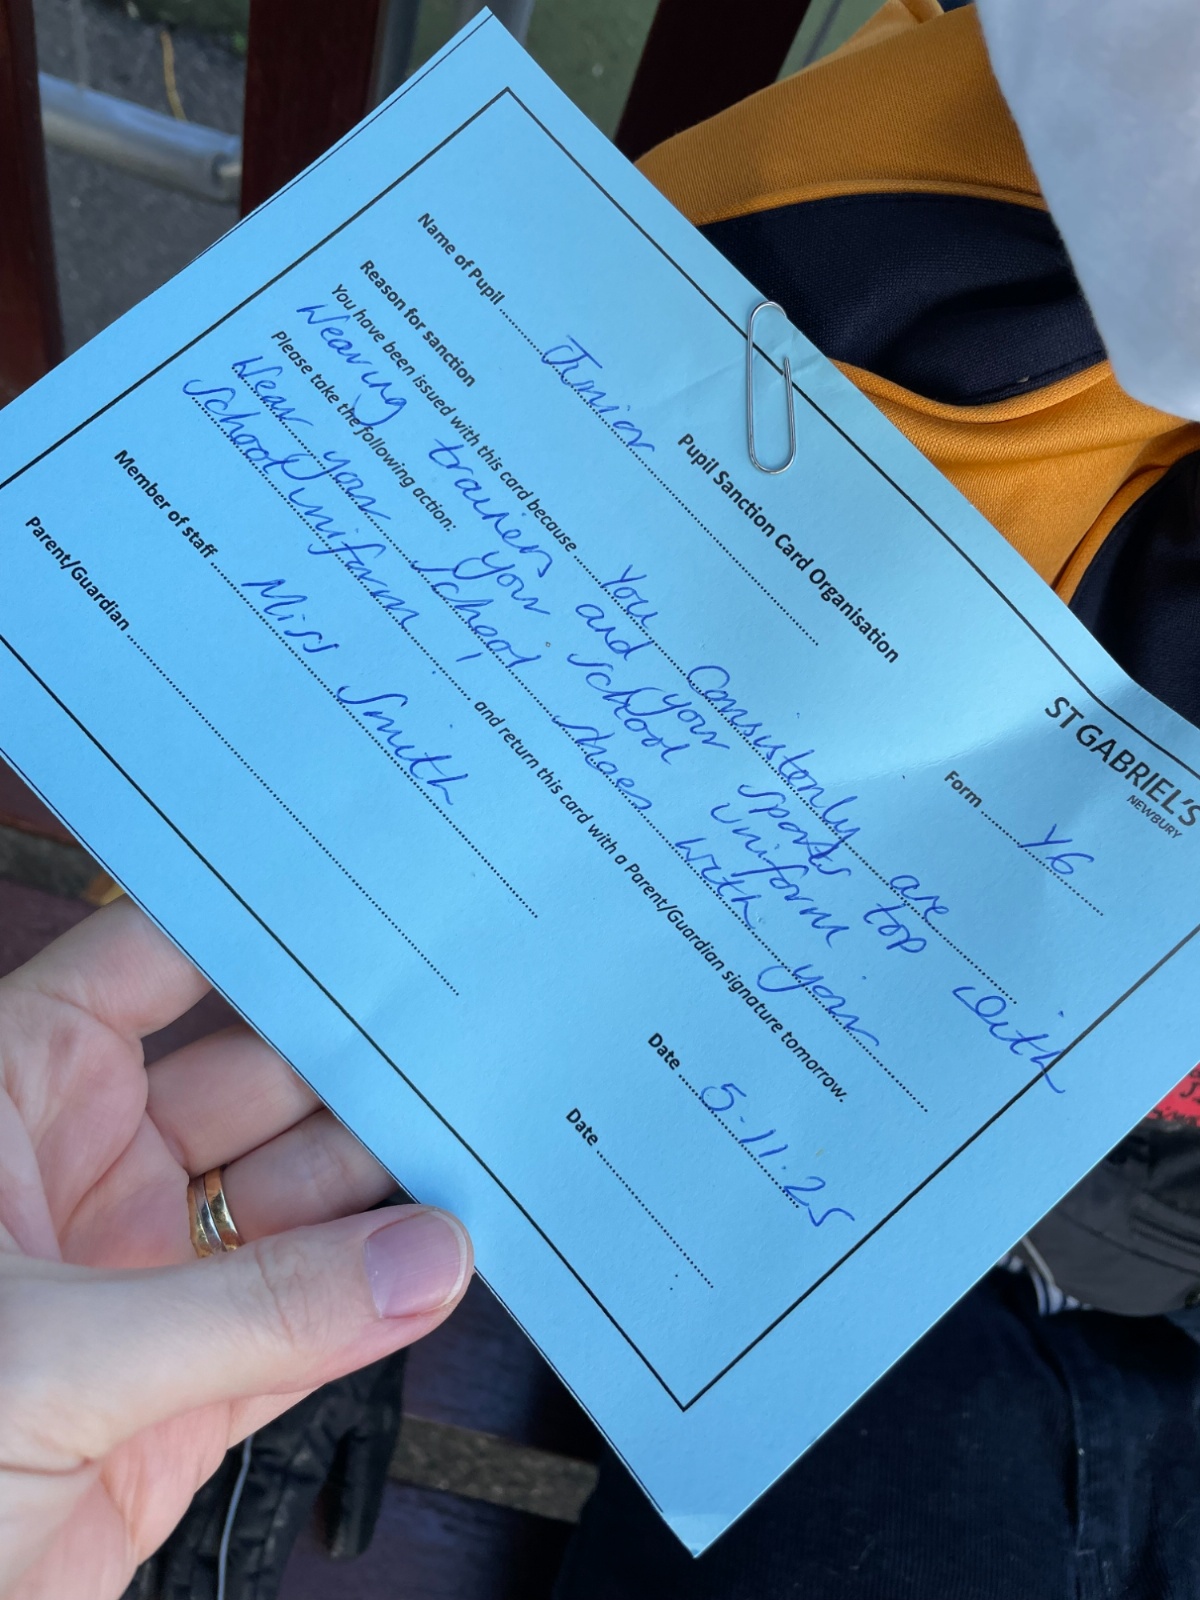 ST GABRIEL'S
NEWBURY
Pupil Sanction Card Organisation
Name of Pupil Junior Form Y6
Reason for sanction
You have been issued with this card because You Consistenly are
Wearing trainers and your sports top with
your school uniform
Please take the following action:
Wear your school shoes with your
school uniform. and return this card with a Parent/Guardian signature tomorrow.
Member of staff Miss Smith Date 5.11.25
Parent/Guardian Date